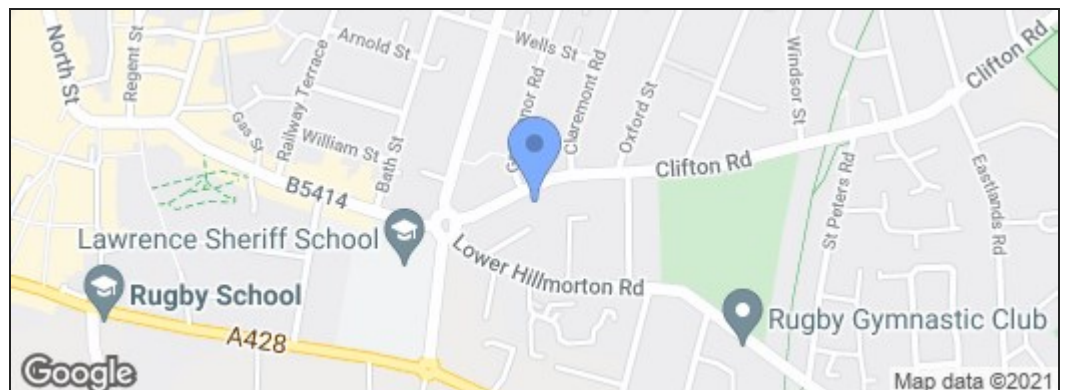 North St
Regent St
Arnold St
Railway Terrace
Gas St
William St
Bath St
B5414
Wells St
Claremont Rd
Oxford St
Windsor St
Clifton Rd
Clifton Rd
St Peters Rd
Eastlands Rd
Lawrence Sheriff School
Lower Hillmorton Rd
Rugby School
A428
Rugby Gymnastic Club
Google
Map data ©2021